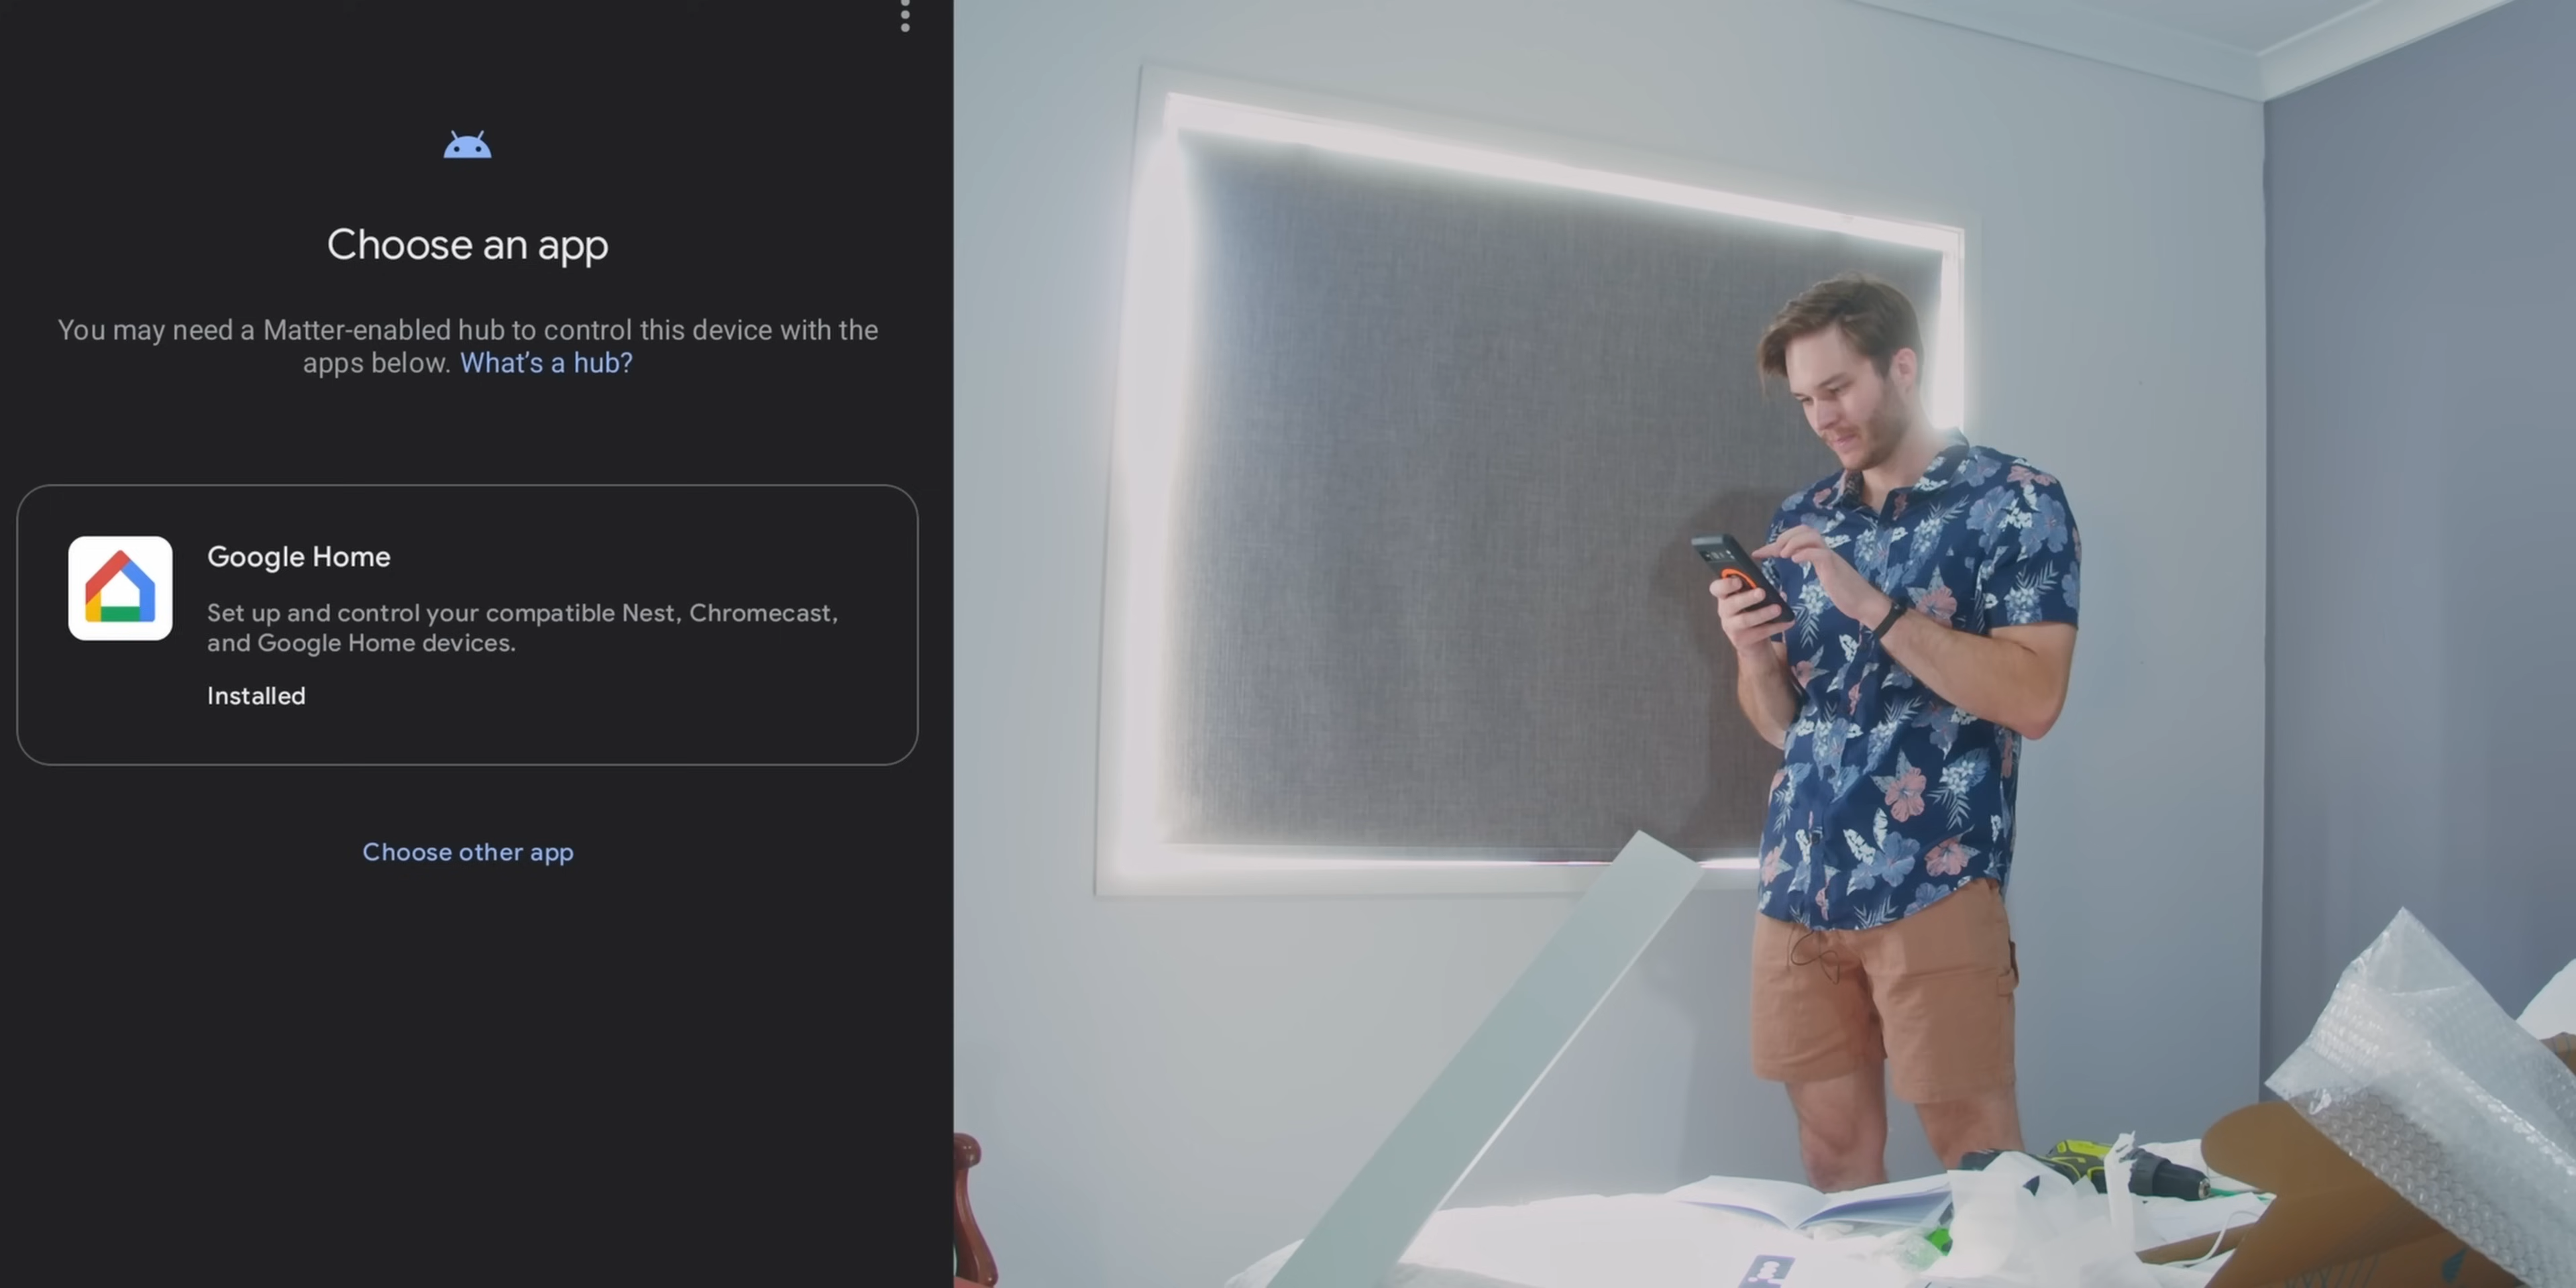 Choose an app
You may need a Matter-enabled hub to control this device with the
apps below. What's a hub?
Google Home
Set up and control your compatible Nest, Chromecast,
and Google Home devices.
Installed
Choose other app